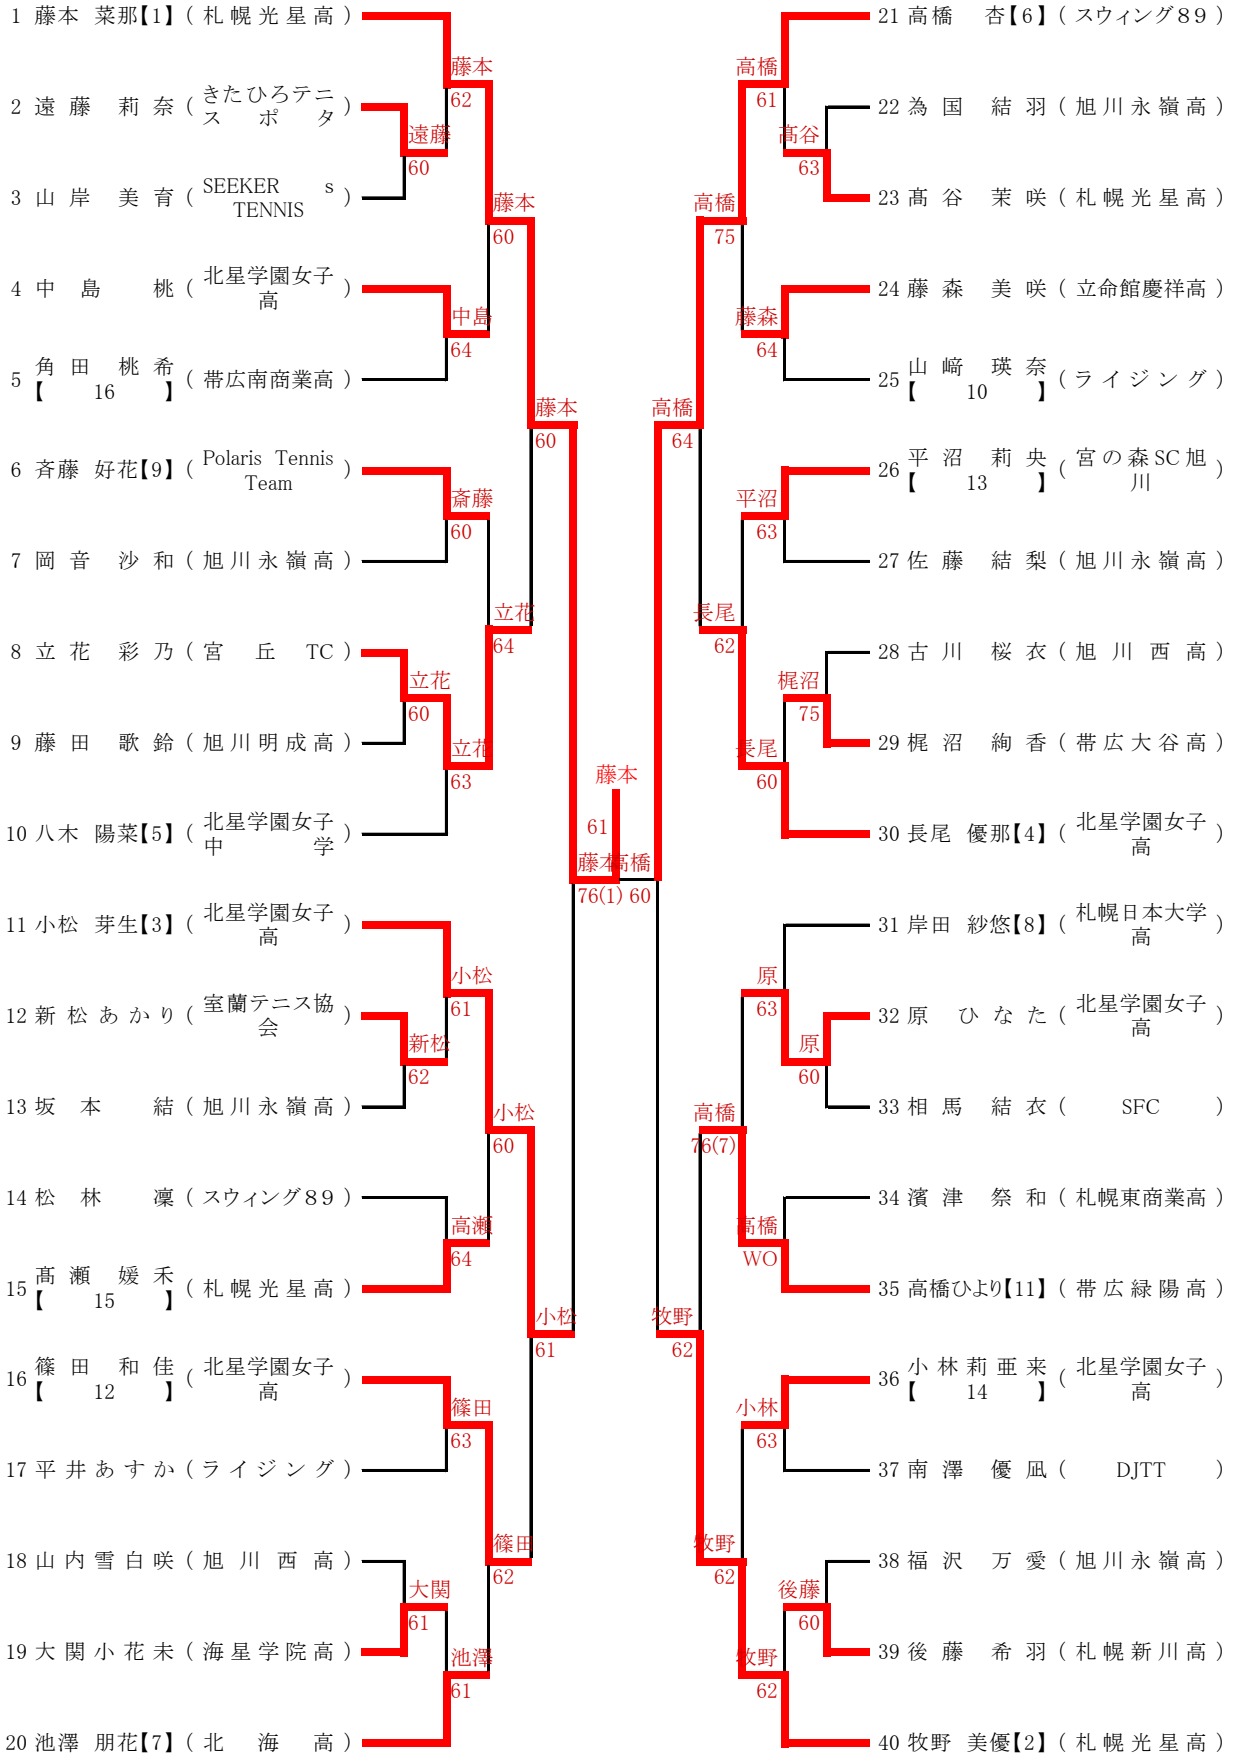 1 藤本 菜那【1】 ( 札幌光星高 )
藤本
62
2 遠藤 莉奈 ( きたひろテニスポタ )
遠藤
60
3 山岸 美育 ( SEEKER s TENNIS )
藤本
60
4 中島 桃 ( 北星学園女子高 )
中島
64
5 角田 桃希【16】 ( 帯広南商業高 )
藤本
60
6 斉藤 好花【9】 ( Polaris Tennis Team )
斎藤
60
7 岡音 沙和 ( 旭川永嶺高 )
立花
64
8 立花 彩乃 ( 宮丘 TC )
立花
60
9 藤田 歌鈴 ( 旭川明成高 )
立花
63
10 八木 陽菜【5】 ( 北星学園女子中学 )
藤本
61
藤本
76(1)
高橋
60
11 小松 芽生【3】 ( 北星学園女子高 )
小松
61
12 新松あかり ( 室蘭テニス協会 )
新松
62
13 坂本 結 ( 旭川永嶺高 )
小松
60
14 松林 凜 ( スウィング89 )
高瀬
64
15 髙瀬 媛禾【15】 ( 札幌光星高 )
小松
61
16 篠田 和佳【12】 ( 北星学園女子高 )
篠田
63
17 平井あすか ( ライジング )
篠田
62
18 山内雪白咲 ( 旭川西高 )
大関
61
19 大関小花未 ( 海星学院高 )
池澤
61
20 池澤 朋花【7】 ( 北海高 )
21 高橋 杏【6】 ( スウィング89 )
高橋
61
22 為国 結羽 ( 旭川永嶺高 )
髙谷
63
23 髙谷 茉咲 ( 札幌光星高 )
高橋
75
24 藤森 美咲 ( 立命館慶祥高 )
藤森
64
25 山﨑 瑛奈【10】 ( ライジング )
高橋
64
26 平沼 莉央【13】 ( 宮の森SC旭川 )
平沼
63
27 佐藤 結梨 ( 旭川永嶺高 )
長尾
62
28 古川 桜衣 ( 旭川西高 )
梶沼
75
29 梶沼 絢香 ( 帯広大谷高 )
長尾
60
30 長尾 優那【4】 ( 北星学園女子高 )
31 岸田 紗悠【8】 ( 札幌日本大学高 )
原
63
32 原 ひなた ( 北星学園女子高 )
原
60
33 相馬 結衣 ( SFC )
高橋
76(7)
34 濱津 祭和 ( 札幌東商業高 )
高橋
WO
35 高橋ひより【11】 ( 帯広緑陽高 )
牧野
62
36 小林莉亜来【14】 ( 北星学園女子高 )
小林
63
37 南澤 優凪 ( DJTT )
牧野
62
38 福沢 万愛 ( 旭川永嶺高 )
後藤
60
39 後藤 希羽 ( 札幌新川高 )
牧野
62
40 牧野 美優【2】 ( 札幌光星高 )